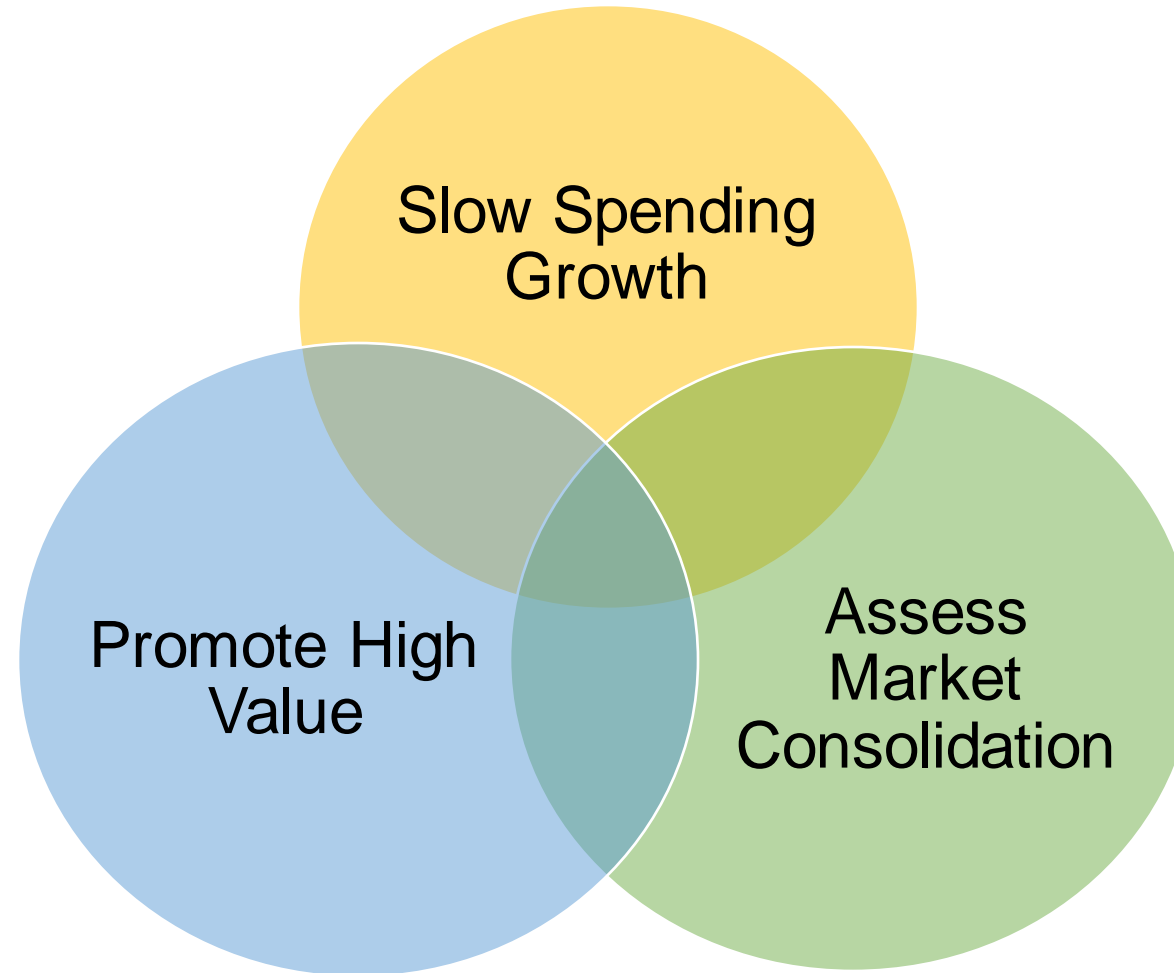 Slow Spending
Growth
Promote High
Value
Assess
Market
Consolidation